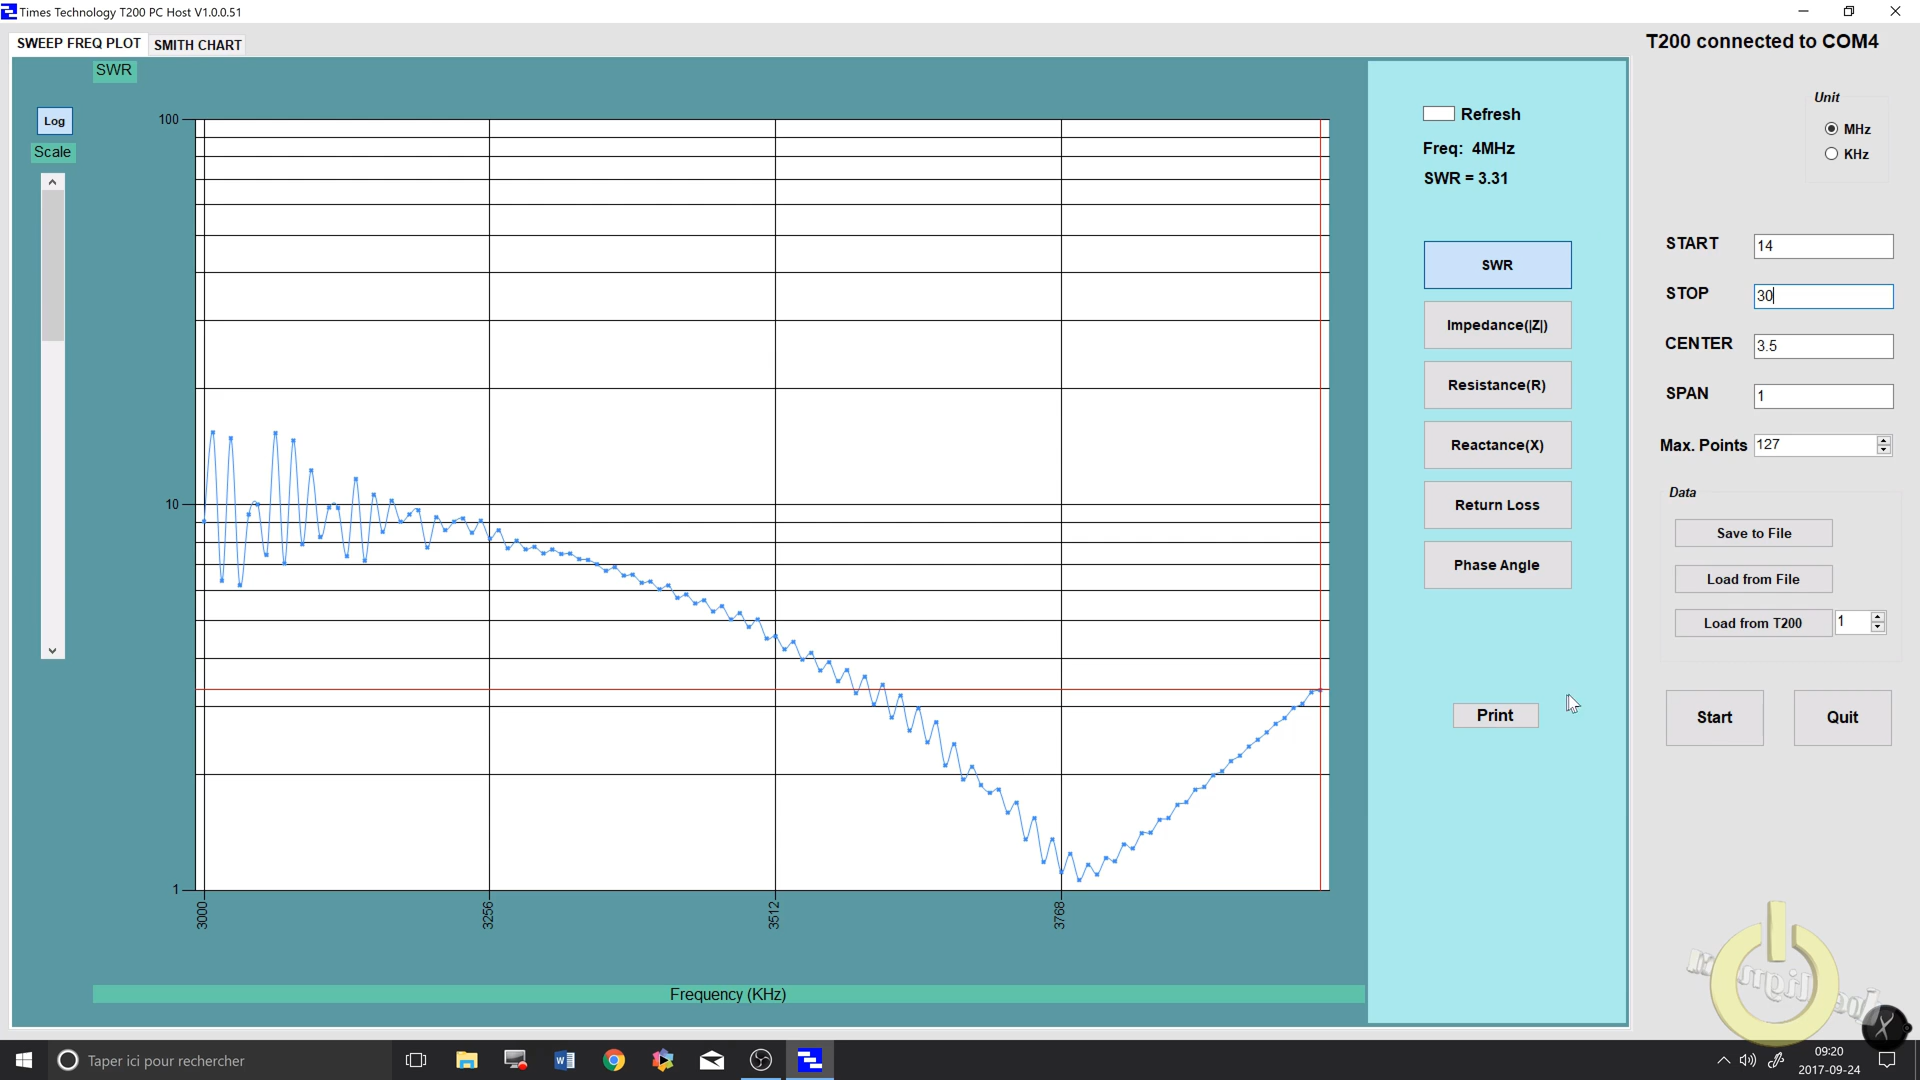 Times Technology T200 PC Host V1.0.0.51
SWEEP FREQ PLOT SMITH CHART
T200 connected to COM4
SWR
Log
Scale
100
10
1
3000
3256
3512
3768
Frequency (KHz)
Refresh
Freq: 4MHz
SWR = 3.31
SWR
Impedance(|Z|)
Resistance(R)
Reactance(X)
Return Loss
Phase Angle
Print
Unit
MHz
KHz
START 14
STOP 30
CENTER 3.5
SPAN 1
Max. Points 127
Data
Save to File
Load from File
Load from T200 1
Start Quit
Taper ici pour rechercher
09:20
2017-09-24